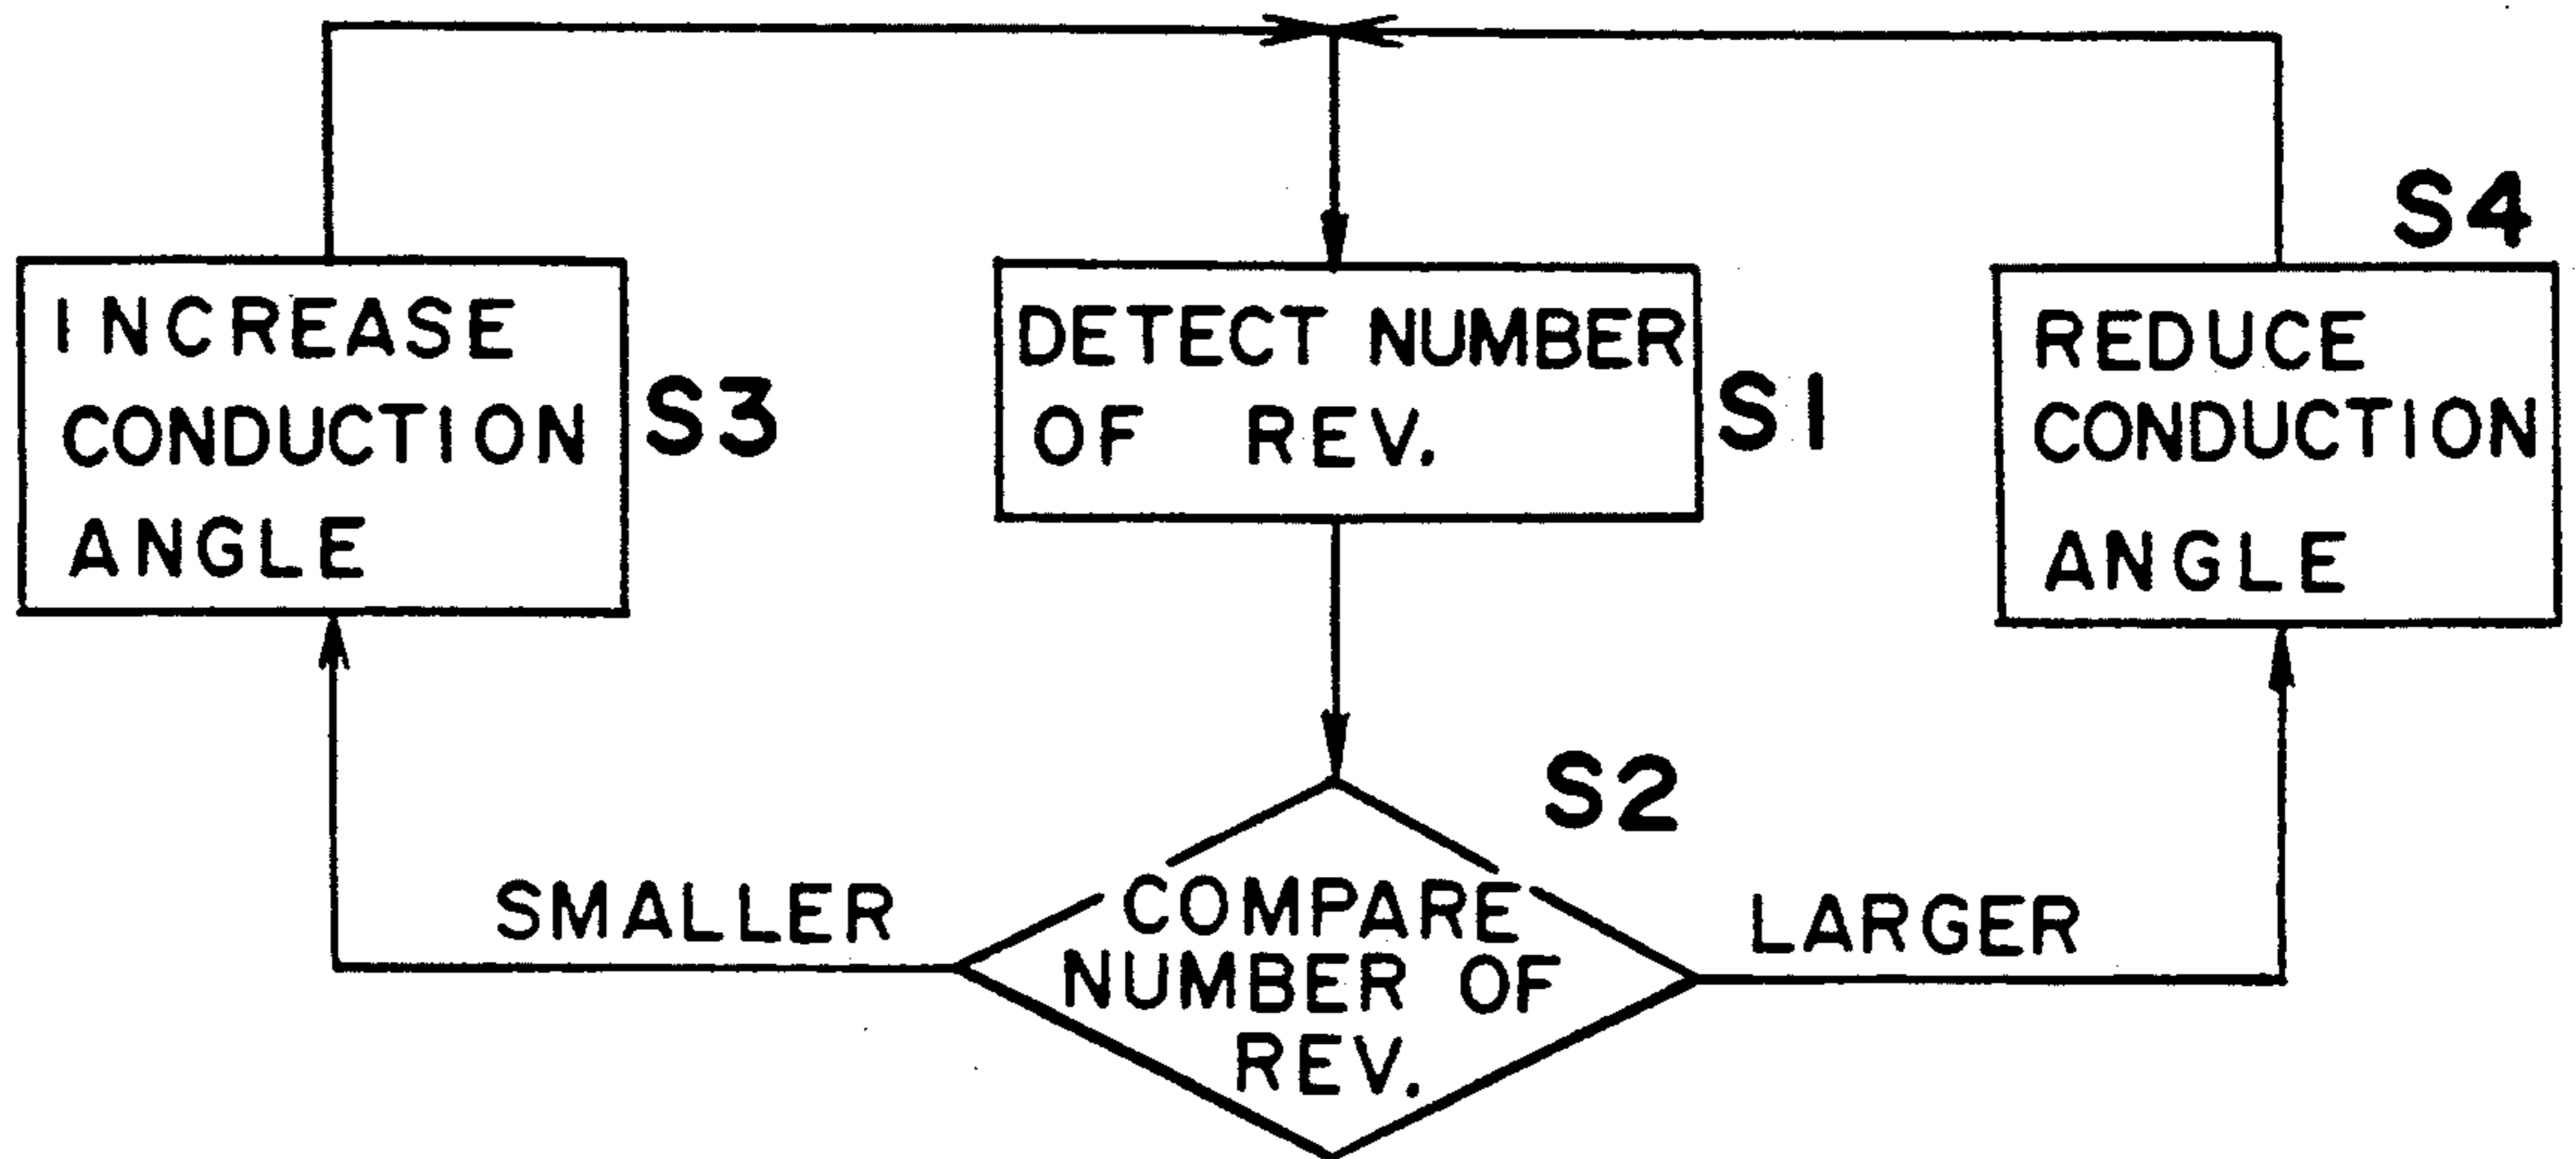 INCREASE
CONDUCTION
ANGLE
S3
DETECT NUMBER
OF REV.
S1
S4
REDUCE
CONDUCTION
ANGLE
S2
SMALLER
COMPARE
NUMBER OF
REV.
LARGER